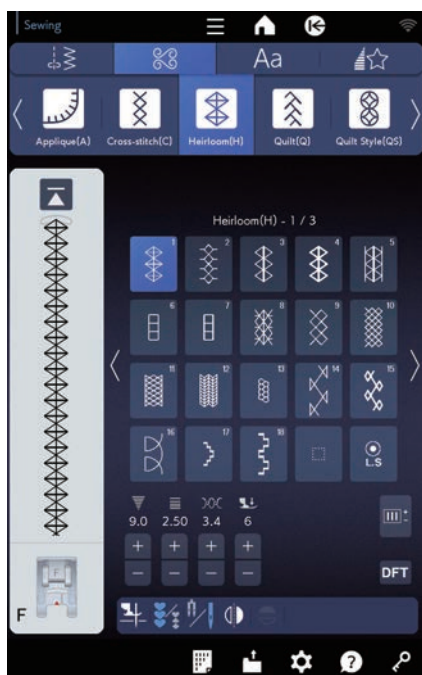 Sewing
Aa
Applique(A) Cross-stitch(C) Heirloom(H) Quilt(Q) Quilt Style(QS)
Heirloom(H) - 1 / 3
1 2 3 4 5
6 7 8 9 10
11 12 13 14 15
16 17 18 L.S
9.0 2.50 3.4 6
+ + + +
− − − −
DFT
F
F
?